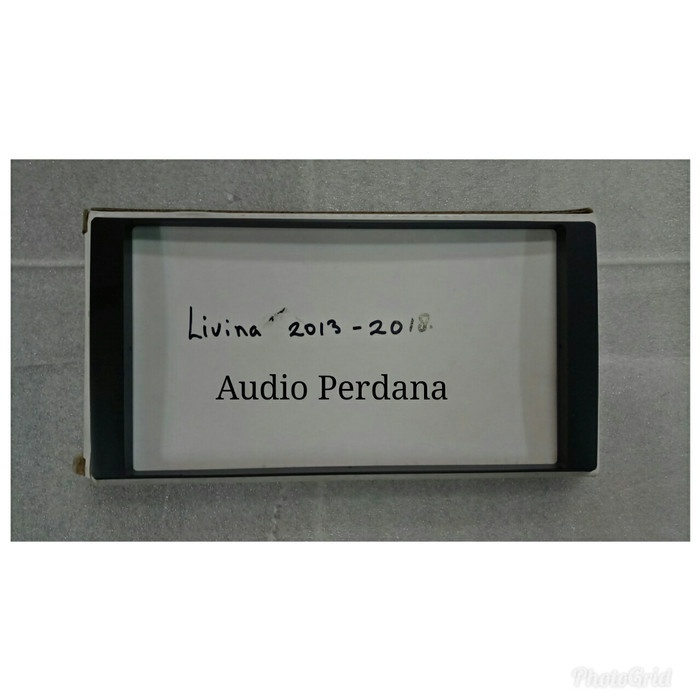 Livina 2013 - 2018.
Audio Perdana
PhotoGrid